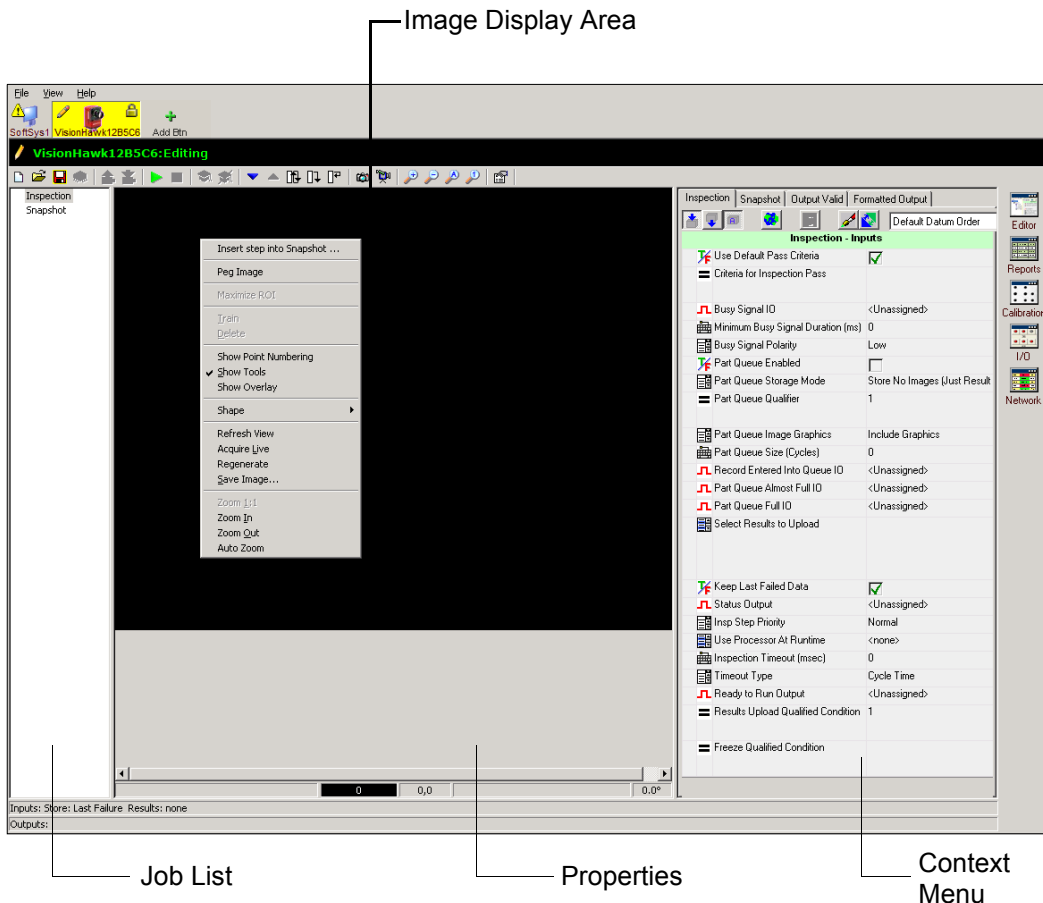 Image Display Area
File View Help
SoftSys1 VisionHawk12B5C6 Add Btn
VisionHawk12B5C6:Editing
Inspection
Snapshot
Insert step into Snapshot ...
Peg Image
Maximize ROI
Train
Delete
Show Point Numbering
Show Tools
Show Overlay
Shape
Refresh View
Acquire Live
Regenerate
Save Image...
Zoom 1:1
Zoom In
Zoom Out
Auto Zoom
0 0,0 0.0°
Inspection Snapshot Output Valid Formatted Output
Default Datum Order
Inspection - Inputs
Use Default Pass Criteria
Criteria for Inspection Pass
Busy Signal IO <Unassigned>
Minimum Busy Signal Duration (ms) 0
Busy Signal Polarity Low
Part Queue Enabled
Part Queue Storage Mode Store No Images (Just Result
Part Queue Qualifier 1
Part Queue Image Graphics Include Graphics
Part Queue Size (Cycles) 0
Record Entered Into Queue IO <Unassigned>
Part Queue Almost Full IO <Unassigned>
Part Queue Full IO <Unassigned>
Select Results to Upload
Keep Last Failed Data
Status Output <Unassigned>
Insp Step Priority Normal
Use Processor At Runtime <none>
Inspection Timeout (msec) 0
Timeout Type Cycle Time
Ready to Run Output <Unassigned>
Results Upload Qualified Condition 1
Freeze Qualified Condition
Editor
Reports
Calibration
I/O
Network
Inputs: Store: Last Failure Results: none
Outputs:
Job List
Properties
Context
Menu